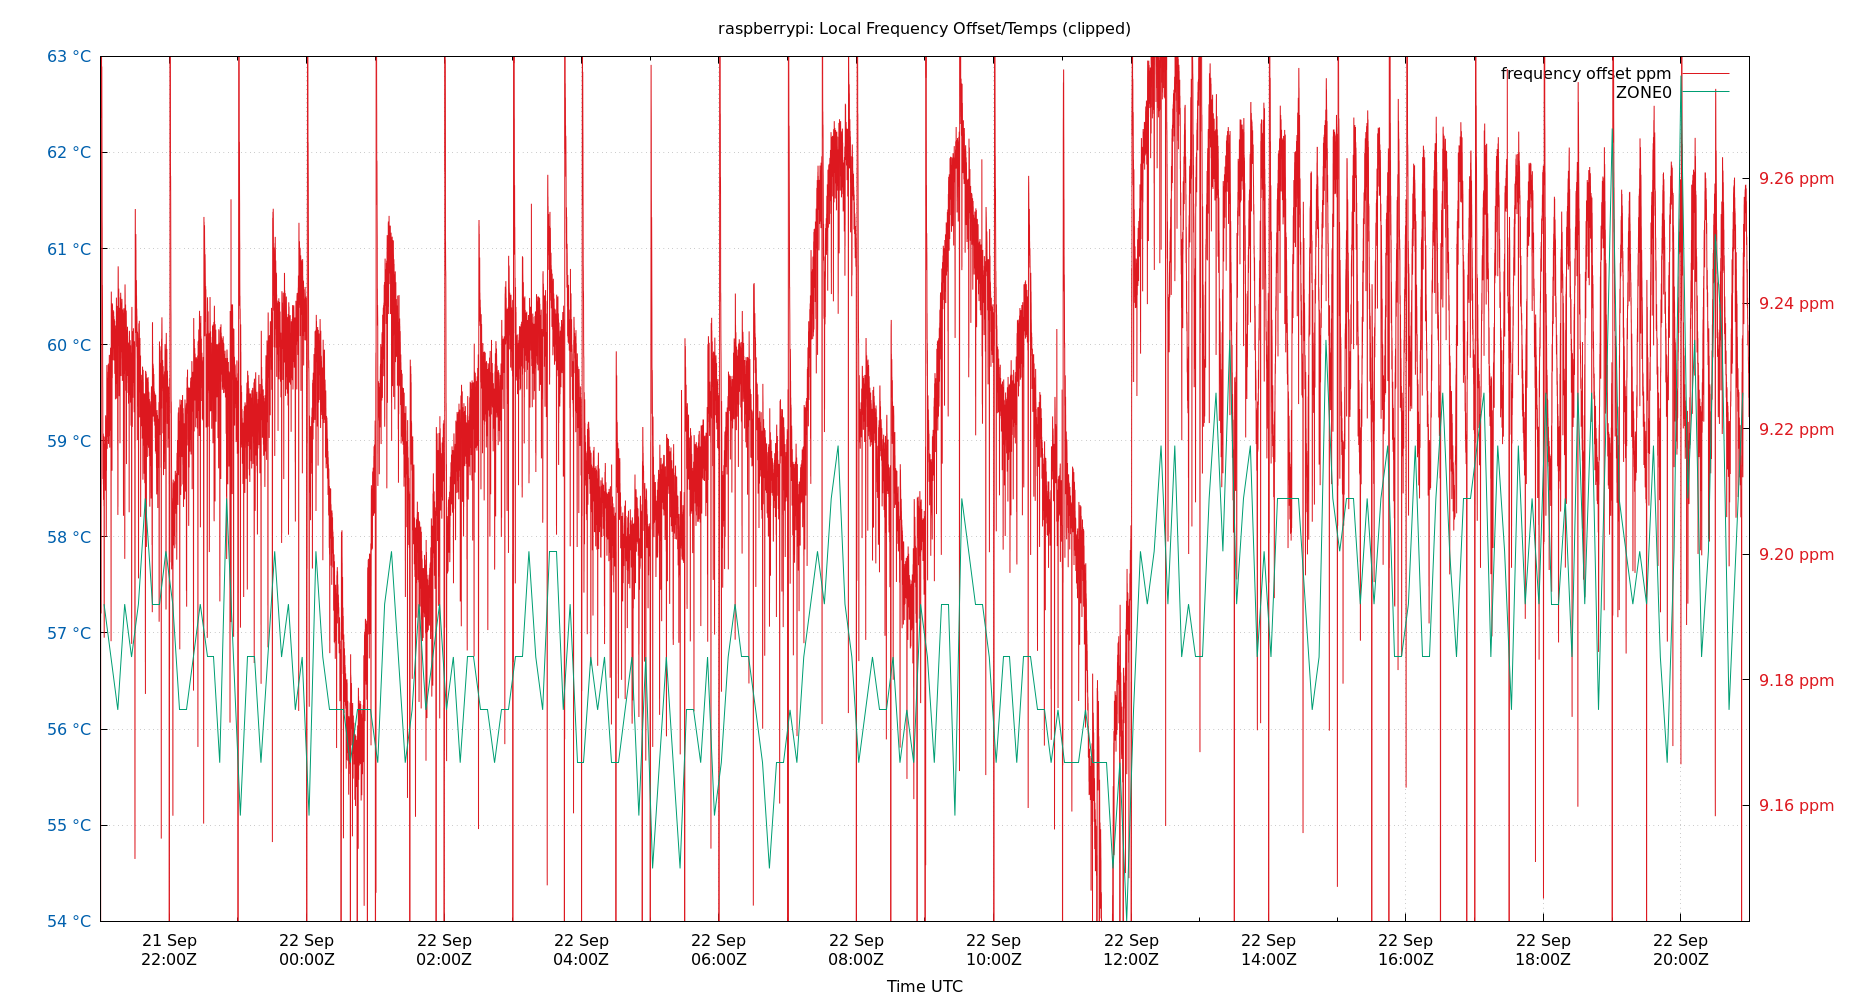 raspberrypi: Local Frequency Offset/Temps (clipped)
63 °C
62 °C
61 °C
60 °C
59 °C
58 °C
57 °C
56 °C
55 °C
54 °C
frequency offset ppm
ZONE0
9.26 ppm
9.24 ppm
9.22 ppm
9.20 ppm
9.18 ppm
9.16 ppm
21 Sep 22 Sep 22 Sep 22 Sep 22 Sep 22 Sep 22 Sep 22 Sep 22 Sep 22 Sep 22 Sep 22 Sep
22:00Z 00:00Z 02:00Z 04:00Z 06:00Z 08:00Z 10:00Z 12:00Z 14:00Z 16:00Z 18:00Z 20:00Z
Time UTC